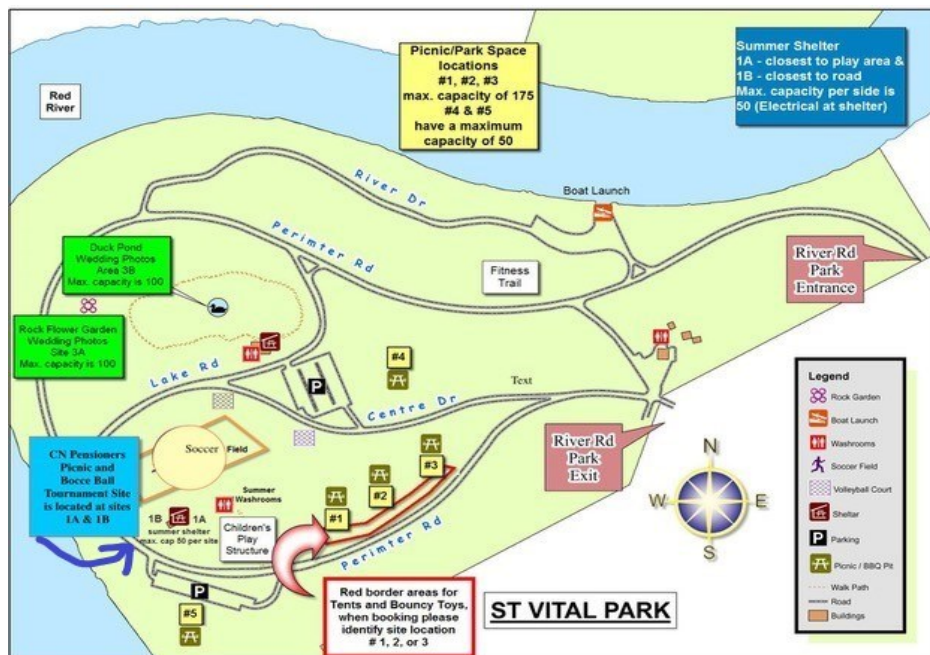 Picnic/Park Space
locations
#1, #2, #3
max. capacity of 175
#4 & #5
have a maximum
capacity of 50
Summer Shelter
1A - closest to play area &
1B - closest to road
Max. capacity per side is
50 (Electrical at shelter)
Red
River
River Dr
Boat Launch
Perimter Rd
Duck Pond
Wedding Photos
Area 3B
Max. capacity is 100
Fitness
Trail
River Rd
Park
Entrance
Rock Flower Garden
Wedding Photos
Site 3A
Max. capacity is 100
Lake Rd
P
#4
Text
Centre Dr
River Rd
Park
Exit
Soccer Field
CN Pensioners
Picnic and
Bocce Ball
Tournament Site
is located at sites
1A & 1B
Summer
Washrooms
#3
#2
#1
1B 1A
summer shelter
max. cap 50 per site
Children's
Play
Structure
Perimter Rd
P
#5
Red border areas for
Tents and Bouncy Toys,
when booking please
identify site location
# 1, 2, or 3
ST VITAL PARK
N
W E
S
Legend
Rock Garden
Boat Launch
Washrooms
Soccer Field
Volleyball Court
Shelter
P Parking
Picnic / BBQ Pit
Walk Path
Road
Buildings